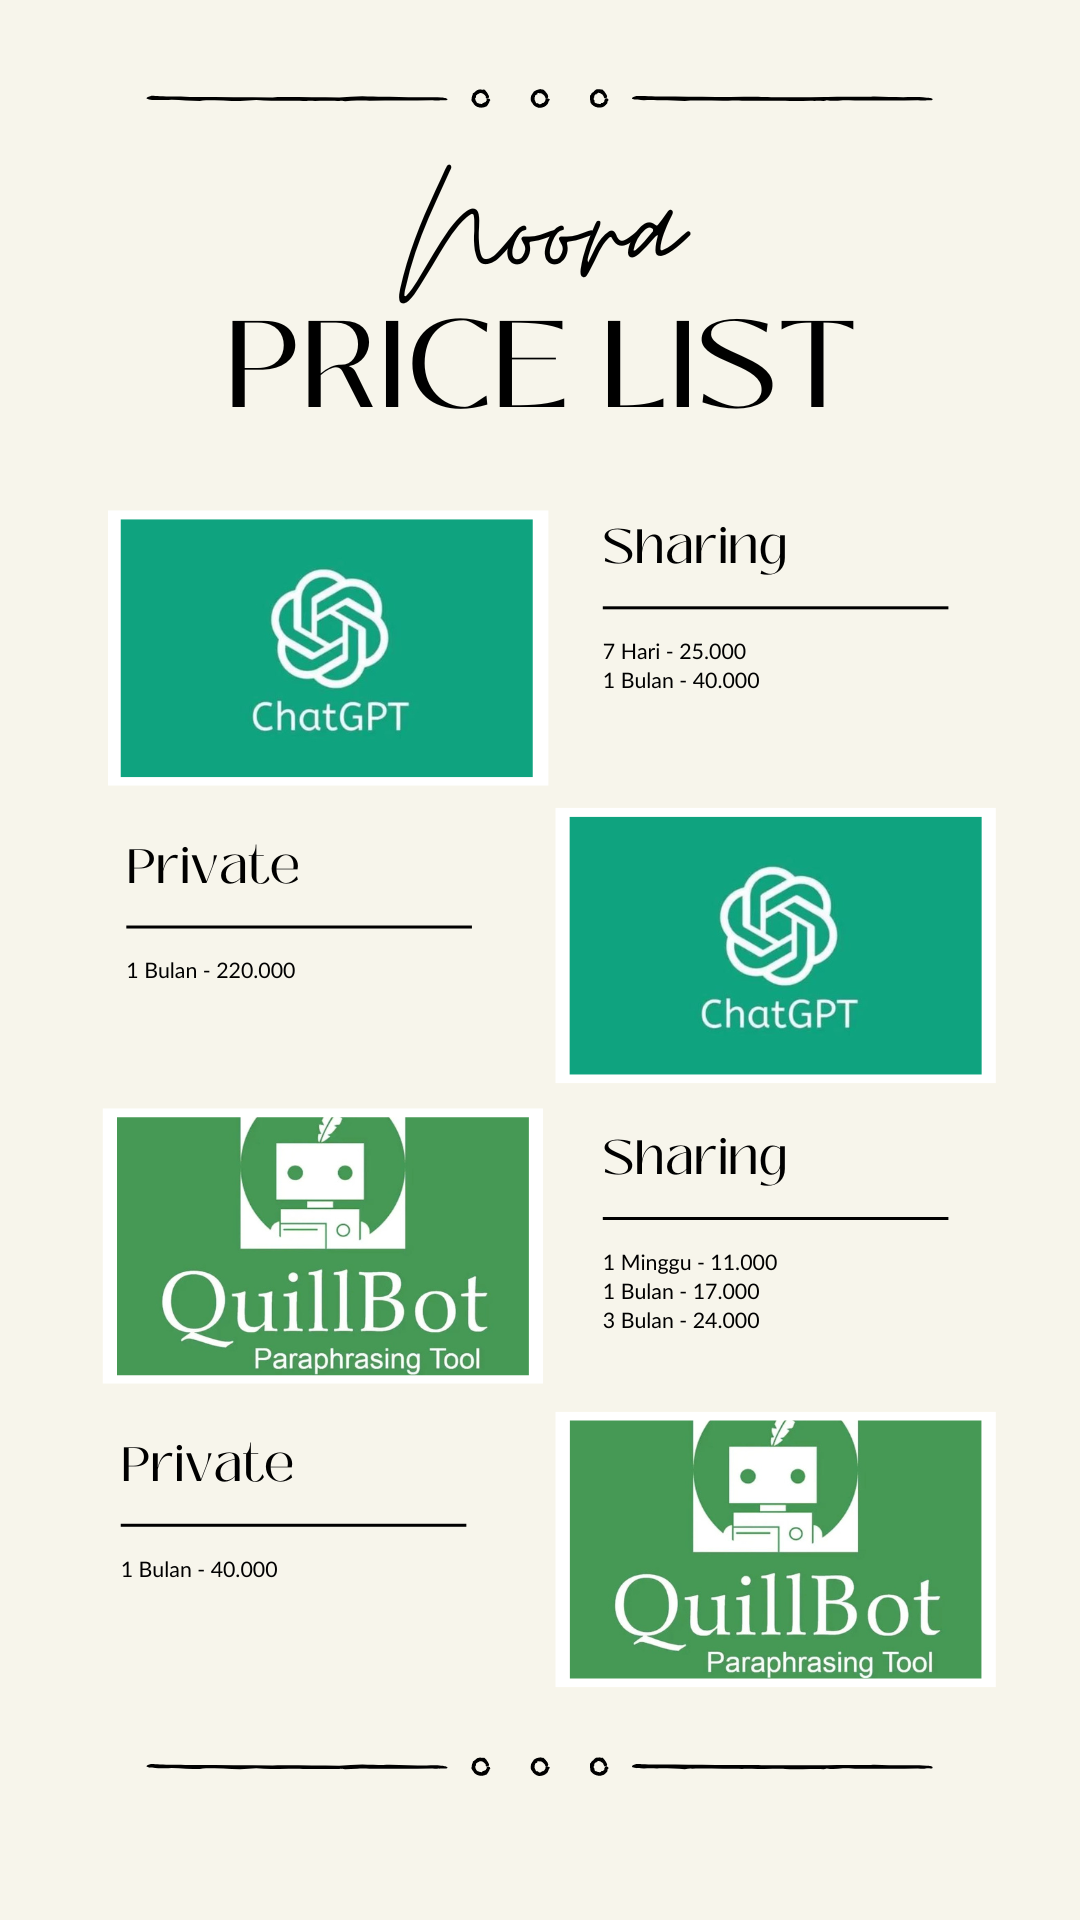 Noord
PRICE LIST
ChatGPT
Sharing
7 Hari - 25.000
1 Bulan - 40.000
Private
1 Bulan - 220.000
ChatGPT
QuillBot
Paraphrasing Tool
Sharing
1 Minggu - 11.000
1 Bulan - 17.000
3 Bulan - 24.000
Private
1 Bulan - 40.000
QuillBot
Paraphrasing Tool